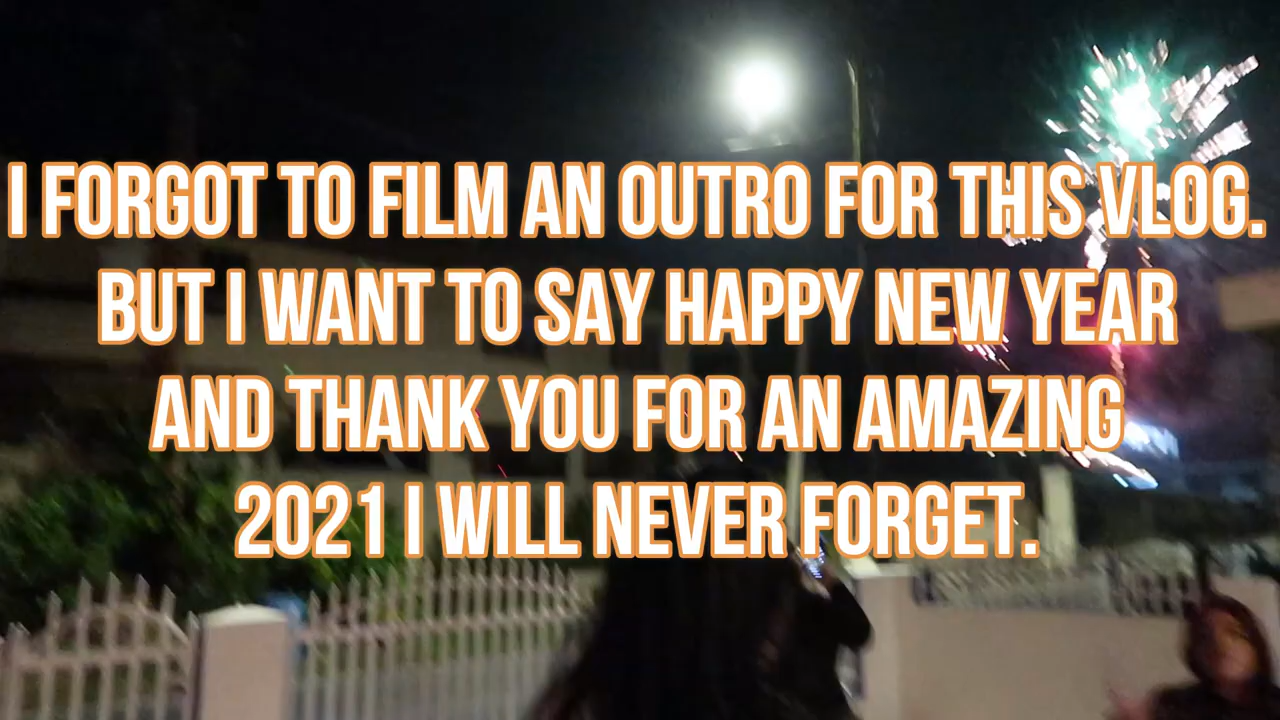 I FORGOT TO FILM AN OUTRO FOR THIS VLOG.
BUT I WANT TO SAY HAPPY NEW YEAR
AND THANK YOU FOR AN AMAZING
2021 I WILL NEVER FORGET.